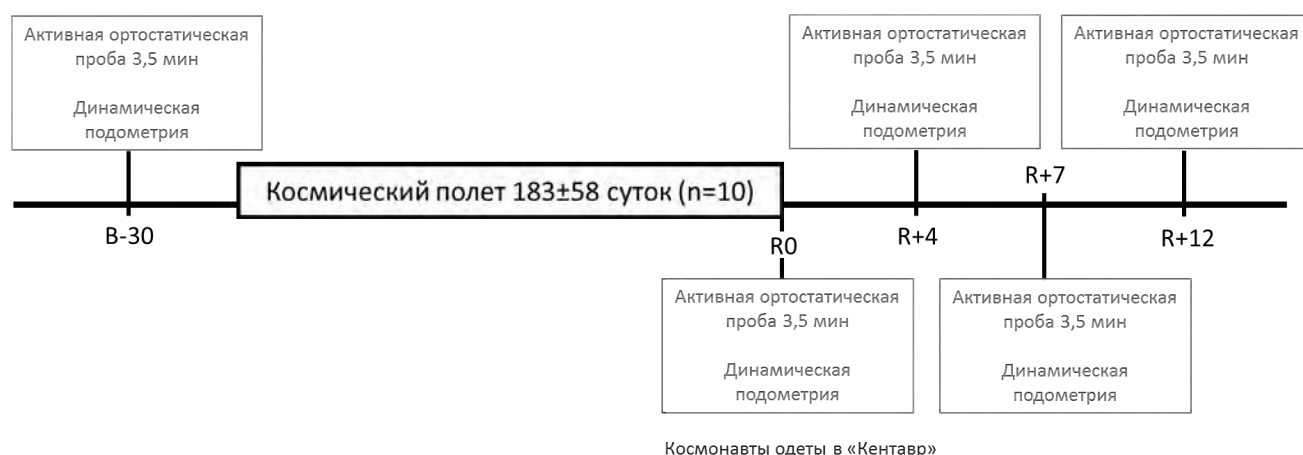 Активная ортостатическая
проба 3,5 мин
Динамическая
подометрия
Активная ортостатическая
проба 3,5 мин
Динамическая
подометрия
Активная ортостатическая
проба 3,5 мин
Динамическая
подометрия
Космический полет 183±58 суток (n=10)
R+7
B-30
R0
R+4
R+12
Активная ортостатическая
проба 3,5 мин
Динамическая
подометрия
Активная ортостатическая
проба 3,5 мин
Динамическая
подометрия
Космонавты одеты в «Кентавр»